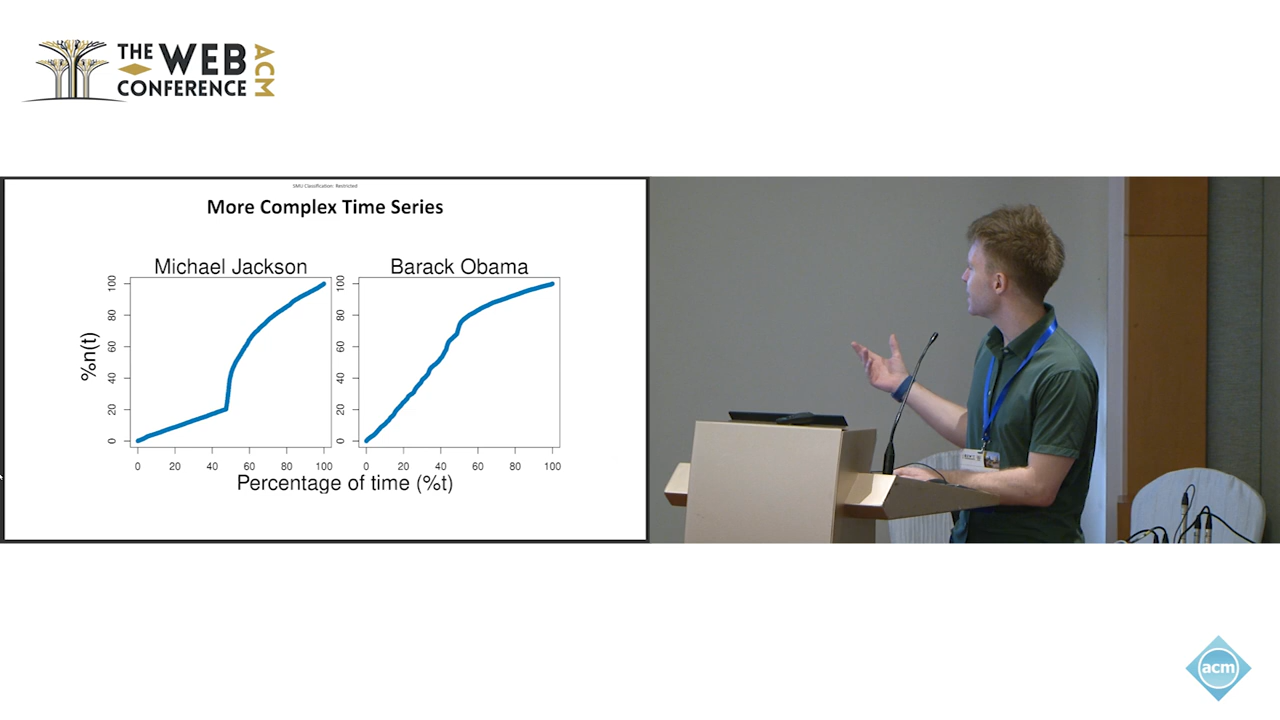 THE WEB
CONFERENCE
ACM
SMU Classification: Restricted
More Complex Time Series
Michael Jackson
Barack Obama
%n(t)
100
80
60
40
20
0
100
80
60
40
20
0
0 20 40 60 80 100
0 20 40 60 80 100
Percentage of time (%t)
acm